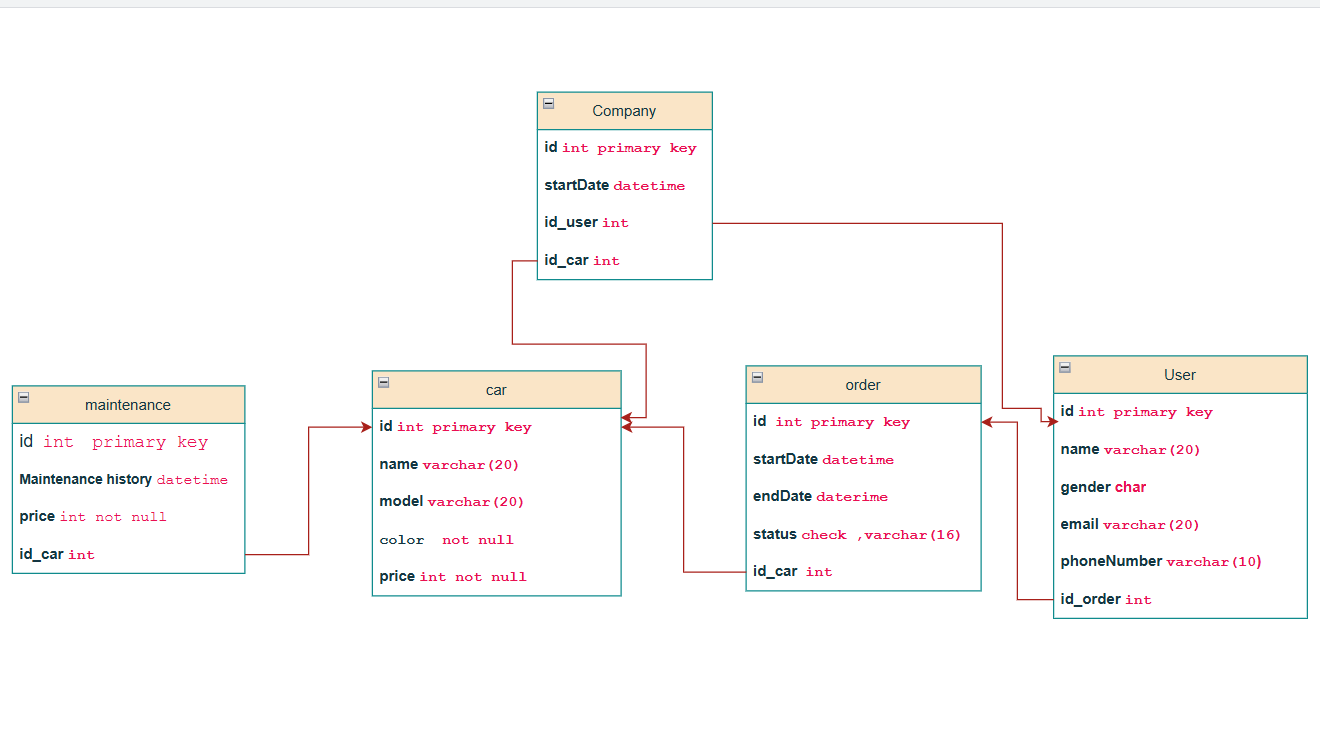 Company
id int primary key
startDate datetime
id_user int
id_car int
maintenance
id int primary key
Maintenance history datetime
price int not null
id_car int
car
id int primary key
name varchar(20)
model varchar(20)
color not null
price int not null
order
id int primary key
startDate datetime
endDate daterime
status check ,varchar(16)
id_car int
User
id int primary key
name varchar(20)
gender char
email varchar(20)
phoneNumber varchar(10)
id_order int